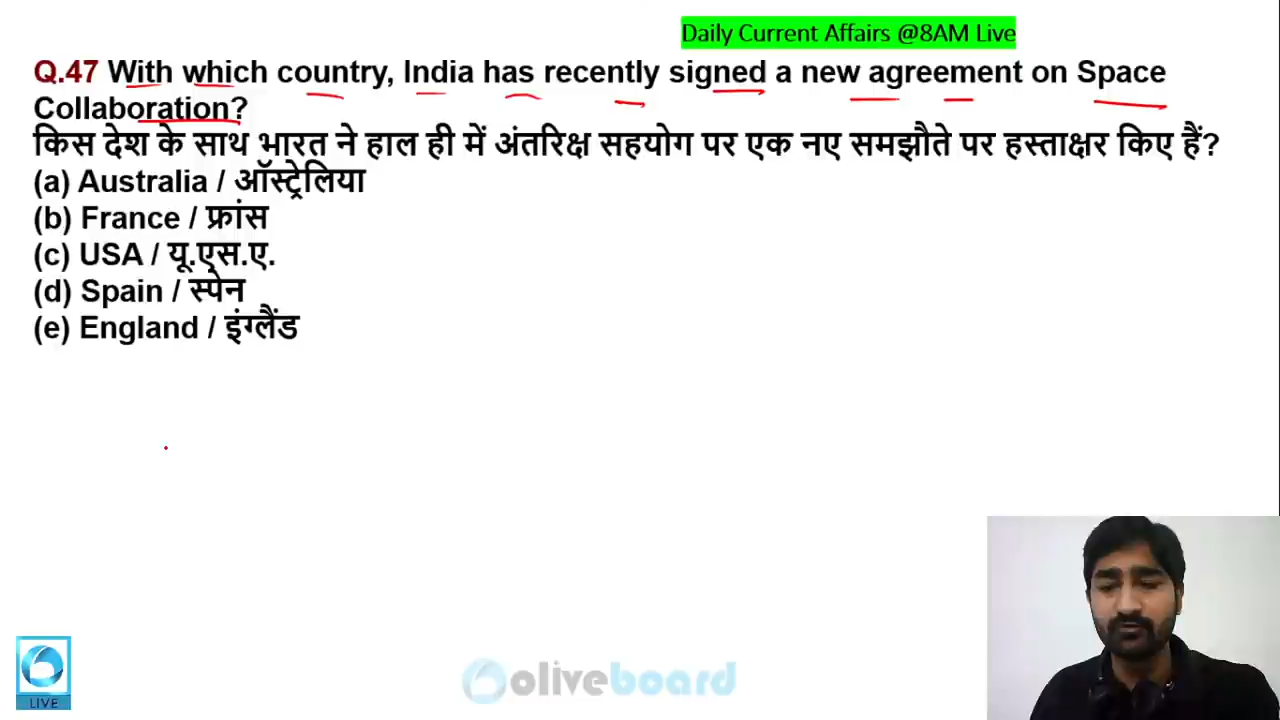 Daily Current Affairs @8AM Live
Q.47 With which country, India has recently signed a new agreement on Space
Collaboration?
किस देश के साथ भारत ने हाल ही में अंतरिक्ष सहयोग पर एक नए समझौते पर हस्ताक्षर किए हैं?
(a) Australia / ऑस्ट्रेलिया
(b) France / फ्रांस
(c) USA / यू.एस.ए.
(d) Spain / स्पेन
(e) England / इंग्लैंड
LIVE
oliveboard